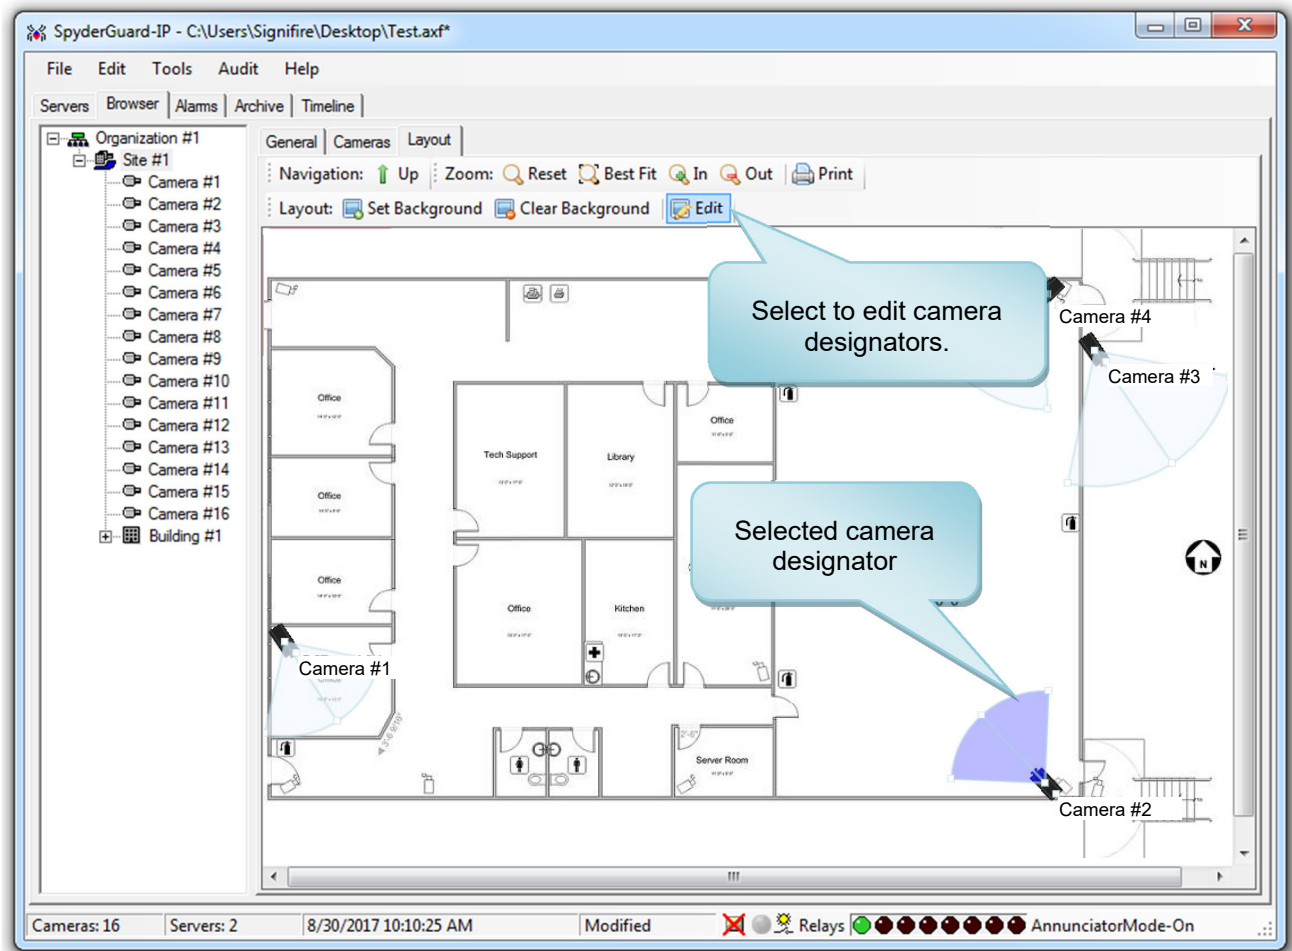 SpyderGuard-IP - C:\Users\Signifire\Desktop\Test.axf*
File Edit Tools Audit Help
Servers Browser Alarms Archive Timeline
Organization #1
Site #1
Camera #1
Camera #2
Camera #3
Camera #4
Camera #5
Camera #6
Camera #7
Camera #8
Camera #9
Camera #10
Camera #11
Camera #12
Camera #13
Camera #14
Camera #15
Camera #16
Building #1
General Cameras Layout
Navigation: Up Zoom: Reset Best Fit In Out Print
Layout: Set Background Clear Background Edit
Select to edit camera
designators.
Camera #4
Camera #3
Office
Office
Tech Support
Library
Office
Selected camera
designator
N
Office
Office
Kitchen
Camera #1
3'-6 9/16"
2'-6"
Server Room
Camera #2
Cameras: 16 Servers: 2 8/30/2017 10:10:25 AM Modified Relays AnnunciatorMode-On